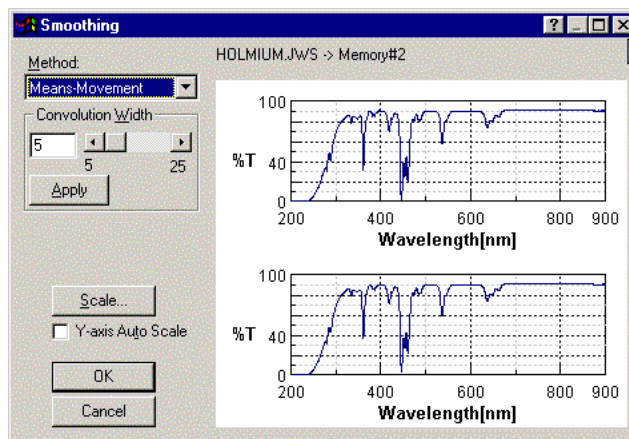 Smoothing
Method:
Means-Movement
Convolution Width
5
5 25
Apply
Scale...
Y-axis Auto Scale
OK
Cancel
HOLMIUM.JWS -> Memory#2
100
%T
40
0
200 400 600 800 900
Wavelength[nm]
100
%T
40
0
200 400 600 800 900
Wavelength[nm]